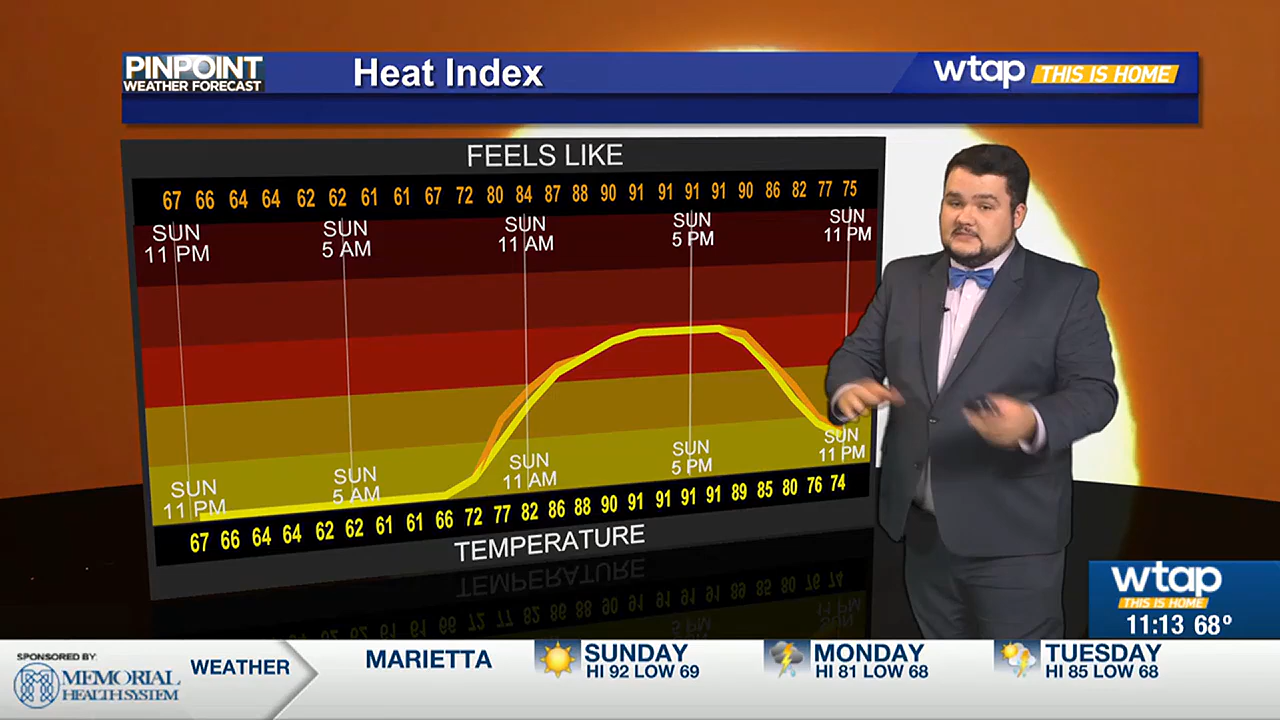 PINPOINT
WEATHER FORECAST
Heat Index
wtap THIS IS HOME
FEELS LIKE
67 66 64 64 62 62 61 61 67 72 80 84 87 88 90 91 91 91 91 90 86 82 77 75
SUN
11 PM
SUN
5 AM
SUN
11 AM
SUN
5 PM
SUN
11 PM
SUN
11 PM
SUN
5 AM
SUN
11 AM
SUN
5 PM
SUN
11 PM
67 66 64 64 62 62 61 61 66 72 77 82 86 88 90 91 91 91 91 89 85 80 76 74
TEMPERATURE
wtap
THIS IS HOME
11:13 68°
SPONSORED BY:
MEMORIAL
HEALTH SYSTEM
WEATHER
MARIETTA
SUNDAY
HI 92 LOW 69
MONDAY
HI 81 LOW 68
TUESDAY
HI 85 LOW 68